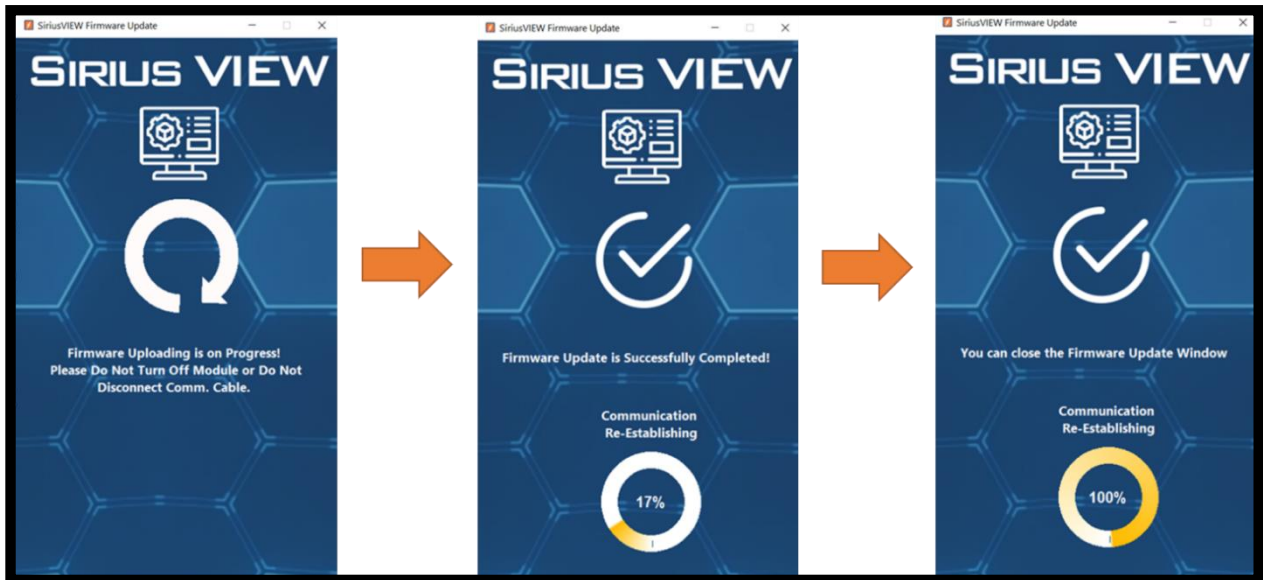 SiriusVIEW Firmware Update
SIRIUS VIEW
Firmware Uploading is on Progress!
Please Do Not Turn Off Module or Do Not
Disconnect Comm. Cable.
SiriusVIEW Firmware Update
SIRIUS VIEW
Firmware Update is Successfully Completed!
Communication
Re-Establishing
17%
SiriusVIEW Firmware Update
SIRIUS VIEW
You can close the Firmware Update Window
Communication
Re-Establishing
100%